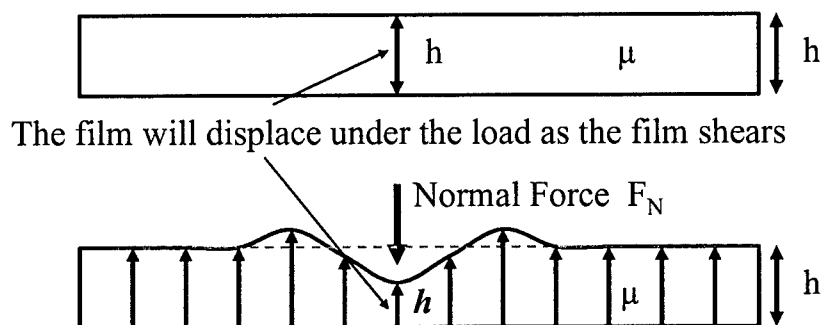 h μ h
The film will displace under the load as the film shears
Normal Force F_N
h μ h